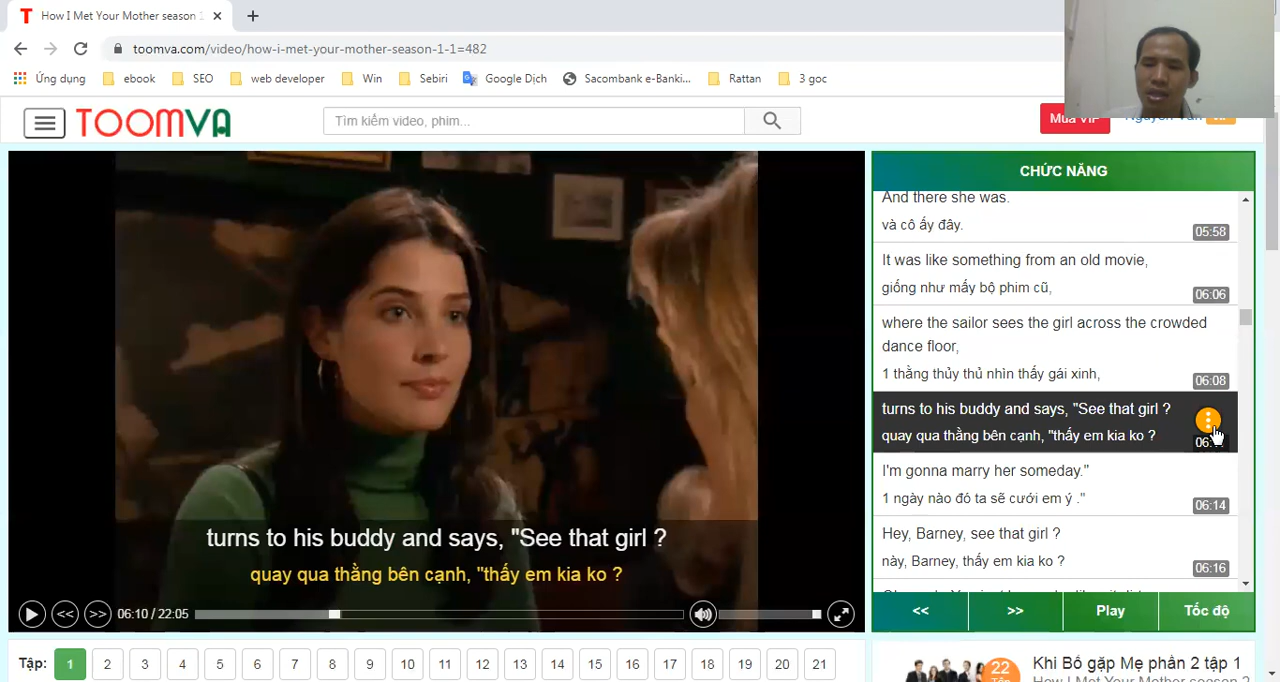 How I Met Your Mother season 1
toomva.com/video/how-i-met-your-mother-season-1-1=482
Ứng dụng ebook SEO web developer Win Sebiri Google Dịch Sacombank e-Banki... Rattan 3 goc
TOOMVA
Tìm kiếm video, phim...
Mua VIP
CHỨC NĂNG
And there she was.
và cô ấy đây.
05:58
It was like something from an old movie,
giống như mấy bộ phim cũ,
06:06
where the sailor sees the girl across the crowded
dance floor,
1 thằng thủy thủ nhìn thấy gái xinh,
06:08
turns to his buddy and says, "See that girl ?
quay qua thằng bên cạnh, "thấy em kia ko ?
I'm gonna marry her someday."
1 ngày nào đó ta sẽ cưới em ý ."
06:14
Hey, Barney, see that girl ?
này, Barney, thấy em kia ko ?
06:16
<< >> Play Tốc độ
turns to his buddy and says, "See that girl ?
quay qua thằng bên cạnh, "thấy em kia ko ?
<< >> 06:10 / 22:05
Tập: 1 2 3 4 5 6 7 8 9 10 11 12 13 14 15 16 17 18 19 20 21
22
Khi Bố gặp Mẹ phần 2 tập 1
How I Met Your Mother season 2